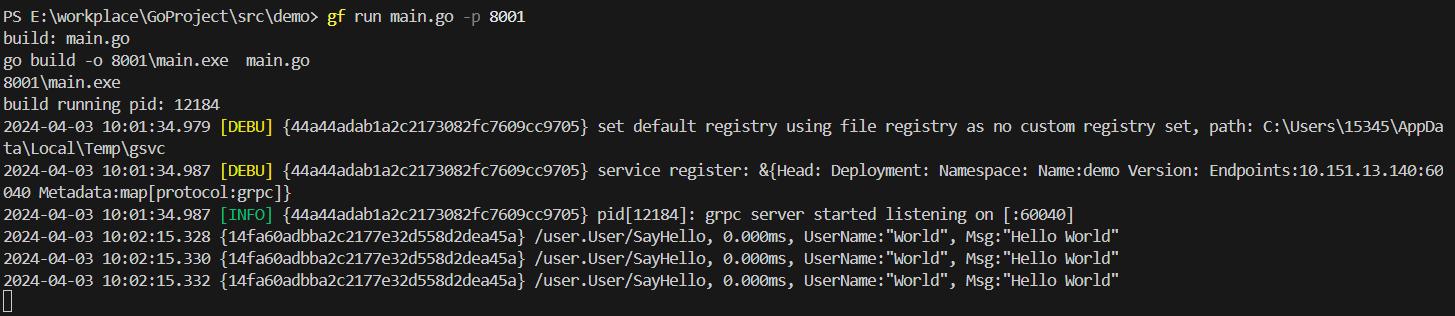 PS E:\workplace\GoProject\src\demo> gf run main.go -p 8001
build: main.go
go build -o 8001\main.exe  main.go
8001\main.exe
build running pid: 12184
2024-04-03 10:01:34.979 [DEBU] {44a44adab1a2c2173082fc7609cc9705} set default registry using file registry as no custom registry set, path: C:\Users\15345\AppDa
ta\Local\Temp\gsvc
2024-04-03 10:01:34.987 [DEBU] {44a44adab1a2c2173082fc7609cc9705} service register: &{Head: Deployment: Namespace: Name:demo Version: Endpoints:10.151.13.140:60
040 Metadata:map[protocol:grpc]}
2024-04-03 10:01:34.987 [INFO] {44a44adab1a2c2173082fc7609cc9705} pid[12184]: grpc server started listening on [:60040]
2024-04-03 10:02:15.328 {14fa60adbba2c2177e32d558d2dea45a} /user.User/SayHello, 0.000ms, UserName:"World", Msg:"Hello World"
2024-04-03 10:02:15.330 {14fa60adbba2c2177e32d558d2dea45a} /user.User/SayHello, 0.000ms, UserName:"World", Msg:"Hello World"
2024-04-03 10:02:15.332 {14fa60adbba2c2177e32d558d2dea45a} /user.User/SayHello, 0.000ms, UserName:"World", Msg:"Hello World"